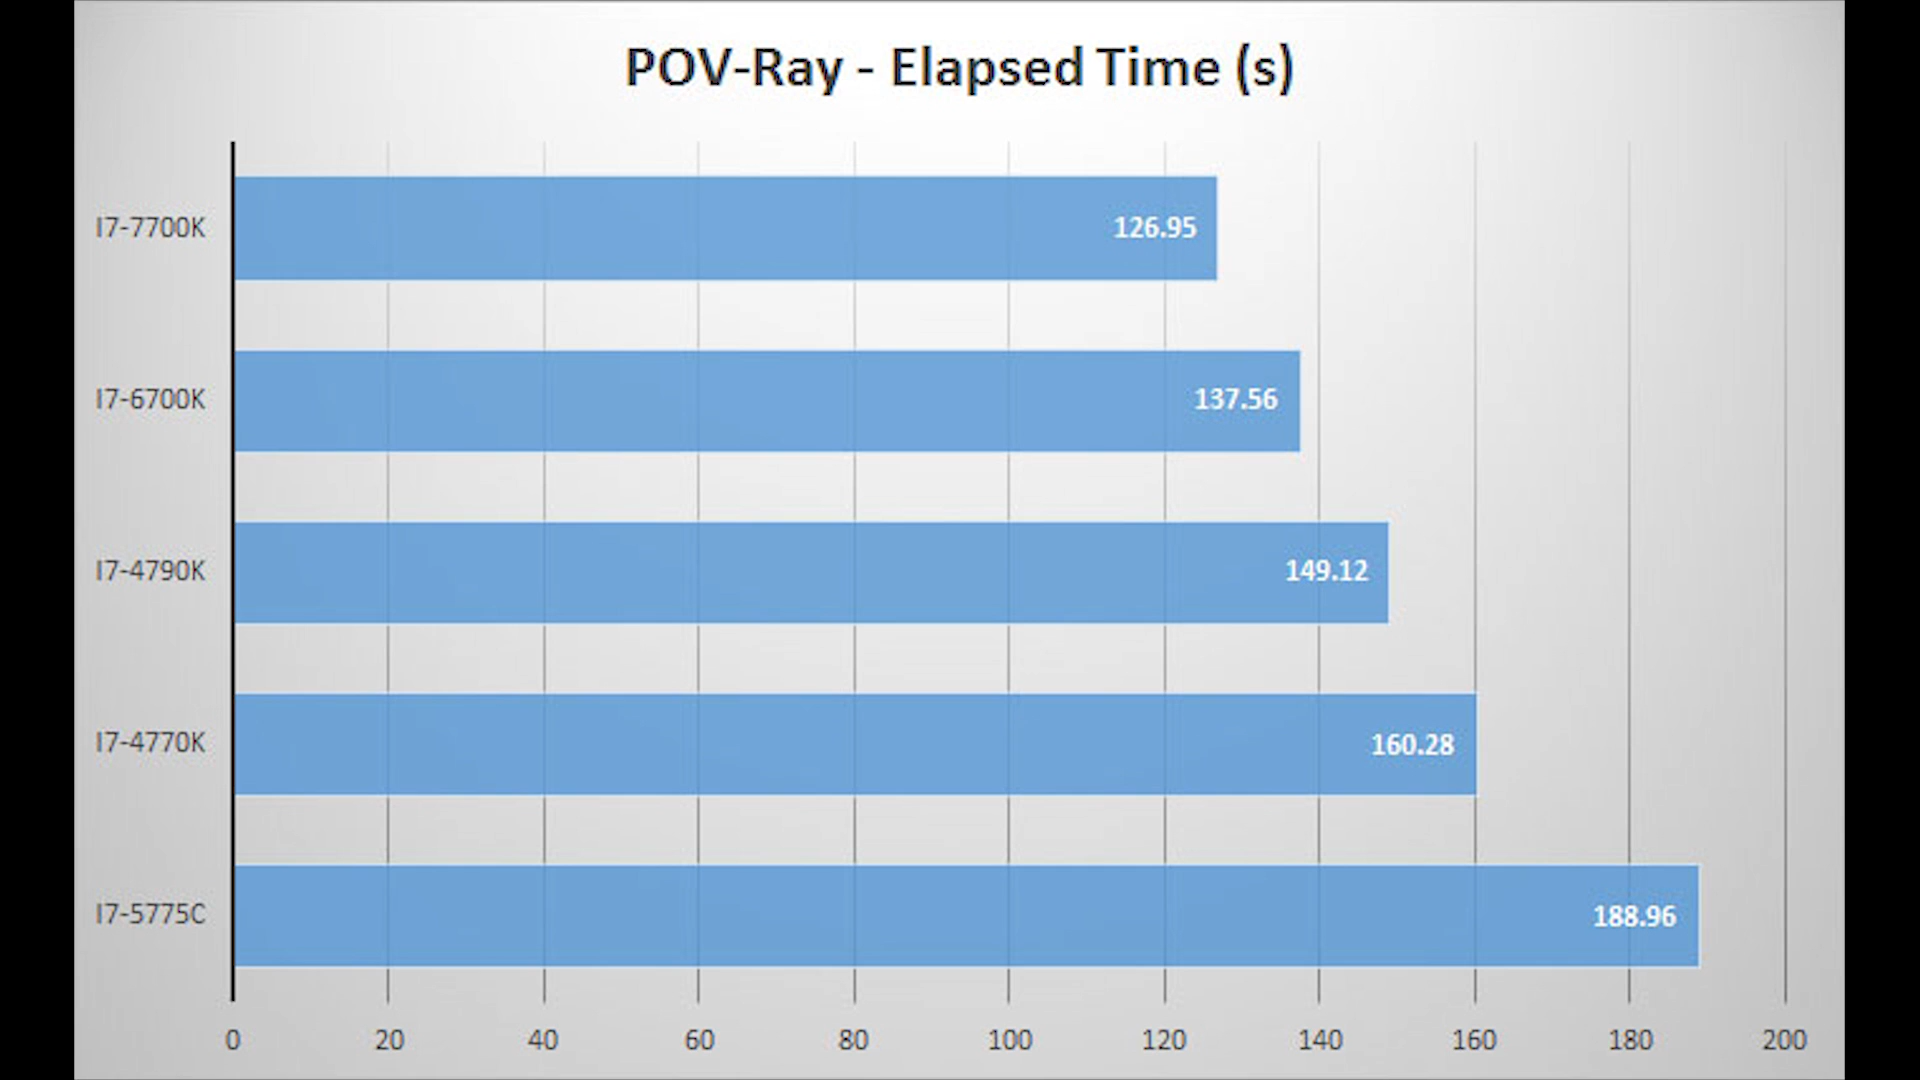 POV-Ray - Elapsed Time (s)
I7-7700K 126.95
I7-6700K 137.56
I7-4790K 149.12
I7-4770K 160.28
I7-5775C 188.96
0 20 40 60 80 100 120 140 160 180 200